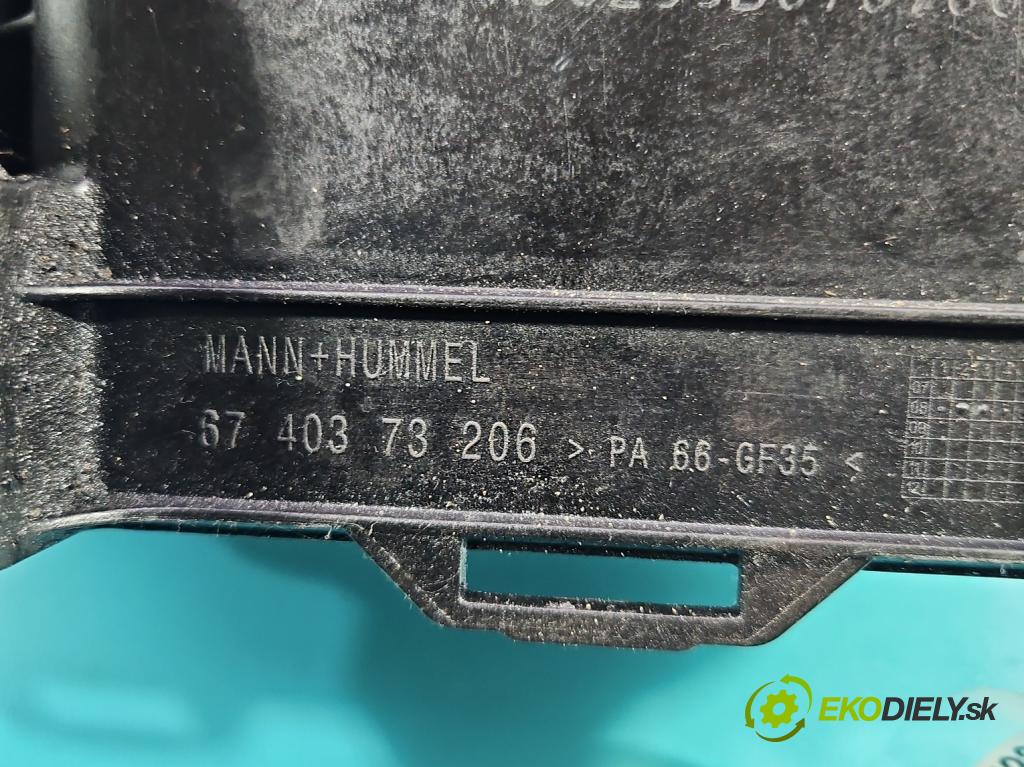 MANN+HUMMEL
67 403 73 206 > PA 66-GF35 <
EKODIELY.sk